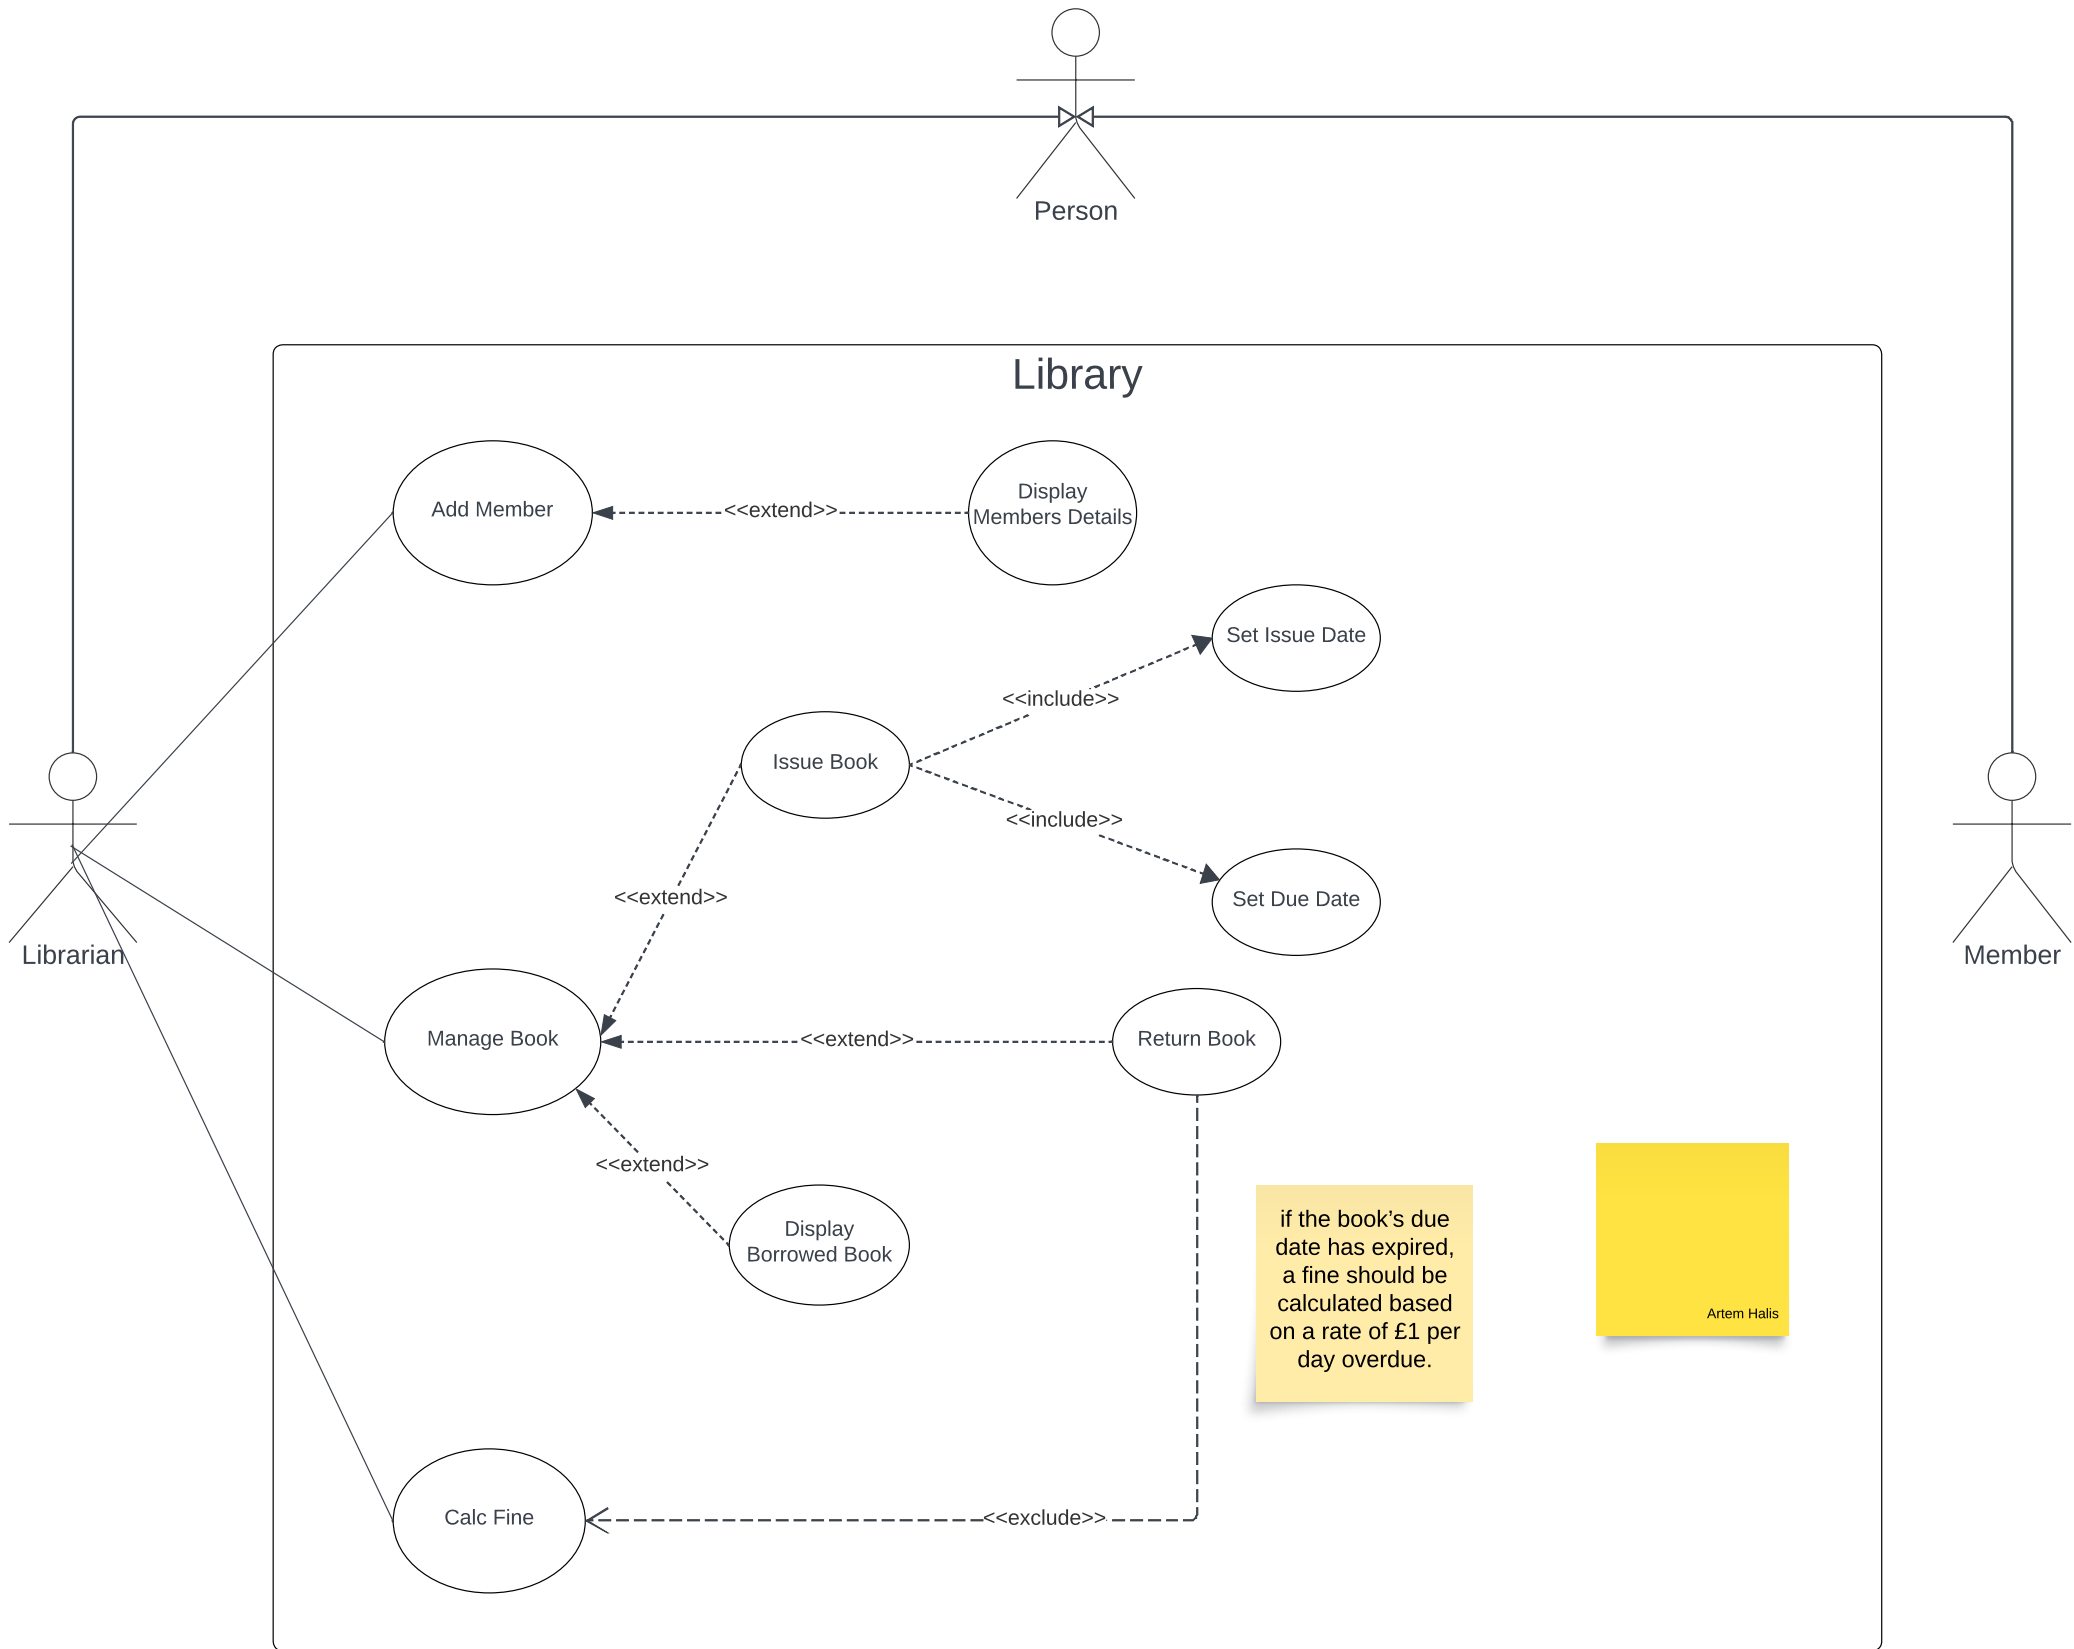 Person
Library
Add Member
<<extend>>
Display
Members Details
Set Issue Date
<<include>>
Issue Book
<<include>>
<<extend>>
Set Due Date
Librarian
Member
Manage Book
<<extend>>
Return Book
<<extend>>
Display
Borrowed Book
if the book’s due
date has expired,
a fine should be
calculated based
on a rate of £1 per
day overdue.
Artem Halis
Calc Fine
<<exclude>>